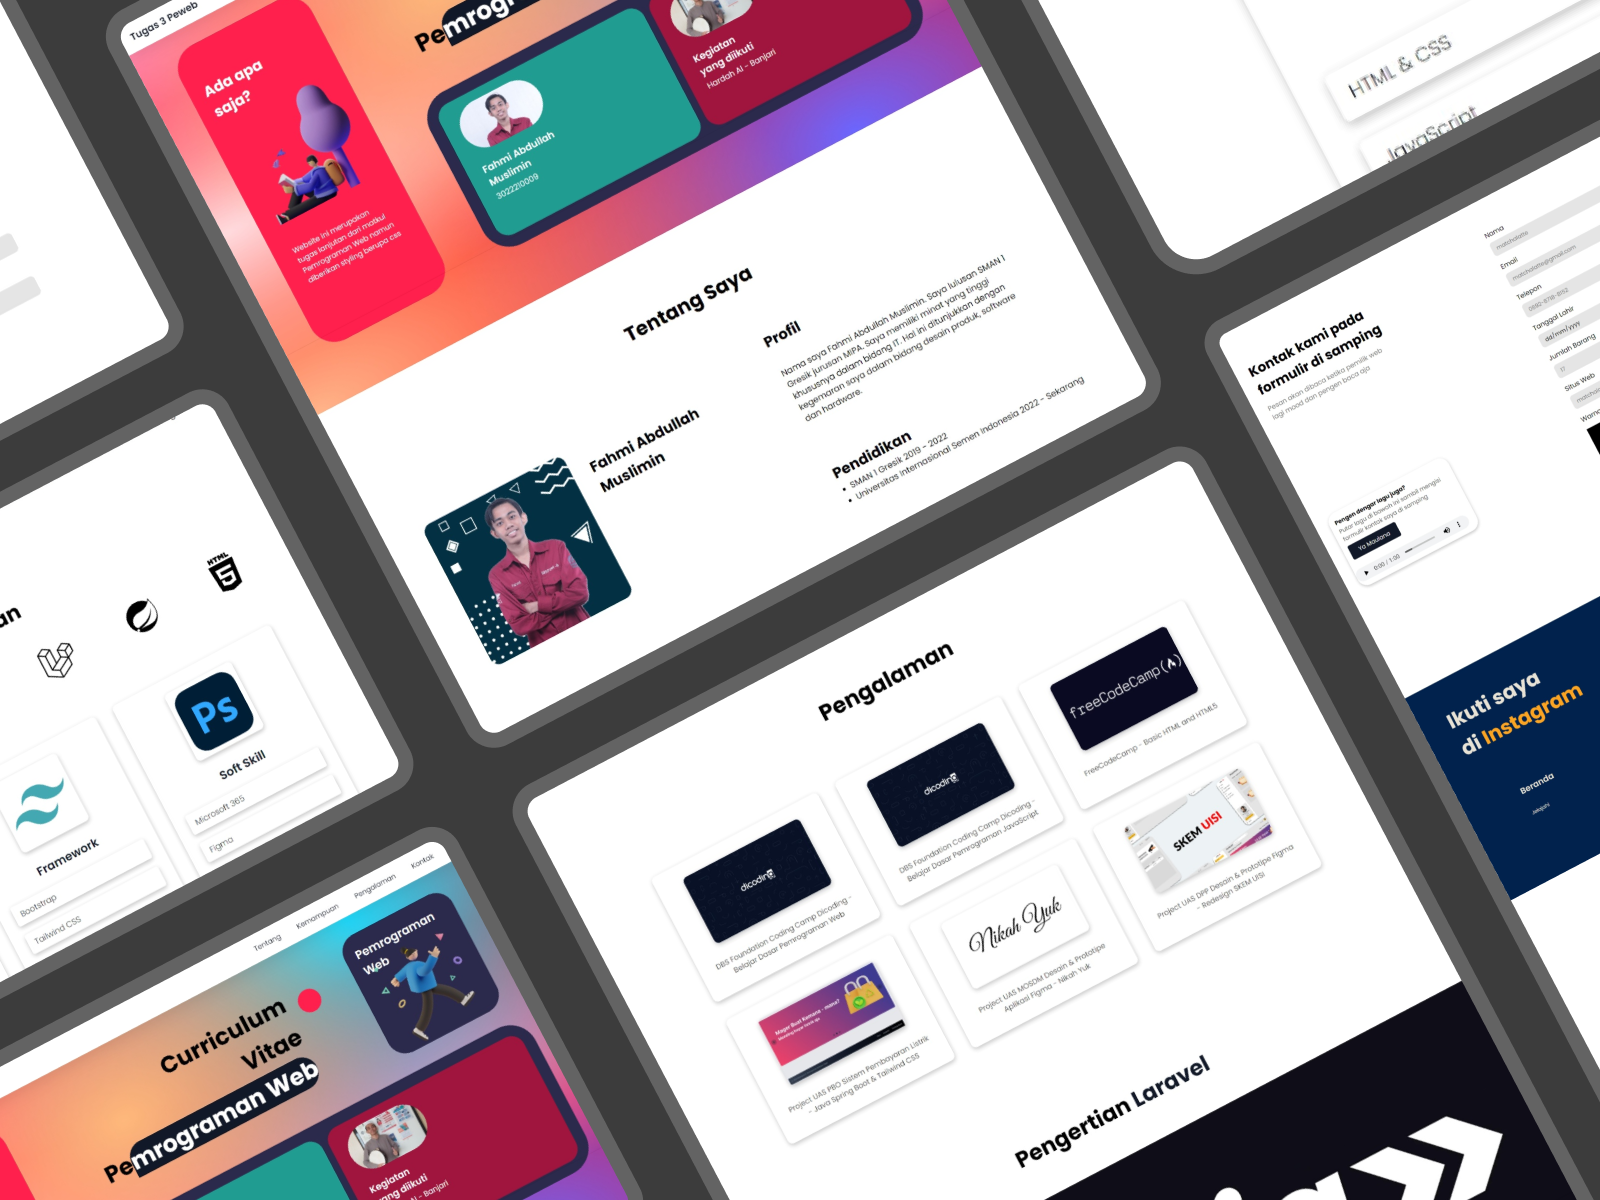 Tugas 3 Peweb
Ada apa
saja?
Website ini merupakan
tugas lanjutan dari matkul
Pemrograman Web namun
diberikan styling berupa css
Pemrogr
Fahmi Abdullah
Muslimin
3022210009
Kegiatan
yang diikuti
Hardah Al - Banjari
Tentang Saya
Fahmi Abdullah
Muslimin
Profil
Nama saya Fahmi Abdullah Muslimin. Saya lulusan SMAN 1
Gresik jurusan MIPA. Saya memiliki minat yang tinggi
khususnya dalam bidang IT. Hal ini ditunjukkan dengan
kegemaran saya dalam bidang desain produk, software
dan hardware.
Pendidikan
SMAN 1 Gresik 2019 - 2022
Universitas Internasional Semen Indonesia 2022 - Sekarang
HTML & CSS
JavaScript
Kontak kami pada
formulir di samping
Pesan akan dibaca ketika pemilik web
lagi mood dan pengen baca aja
Nama
matchalatte
Email
matchalatte@gmail.com
Telepon
Tanggal Lahir
dd/mm/yyyy
Jumlah Barang
17
Situs Web
Warna
Pengen dengar lagu juga?
Putar lagu di bawah ini sambil mengisi
formulir kontak saya di samping
Ya Maulana
0:00 / 1:00
Ikuti saya
di Instagram
Beranda
Jelajahi
an
HTML
5
Framework
Bootstrap
Tailwind CSS
Ps
Soft Skill
Microsoft 365
Figma
Tentang
Kemampuan
Pengalaman
Kontak
Curriculum
Vitae
Pemrograman Web
Pemrograman
Web
Kegiatan
yang diikuti
Al - Banjari
Pengalaman
dicoding
DBS Foundation Coding Camp Dicoding -
Belajar Dasar Pemrograman Web
dicoding
DBS Foundation Coding Camp Dicoding -
Belajar Dasar Pemrograman JavaScript
freeCodeCamp
FreeCodeCamp - Basic HTML and HTML5
Project UAS PBO Sistem Pembayaran Listrik
- Java Spring Boot & Tailwind CSS
Nikah Yuk
Project UAS MOSDM Desain & Prototipe
Aplikasi Figma - Nikah Yuk
SKEM UISI
Project UAS DPP Desain & Prototipe Figma
- Redesign SKEM UISI
Pengertian Laravel